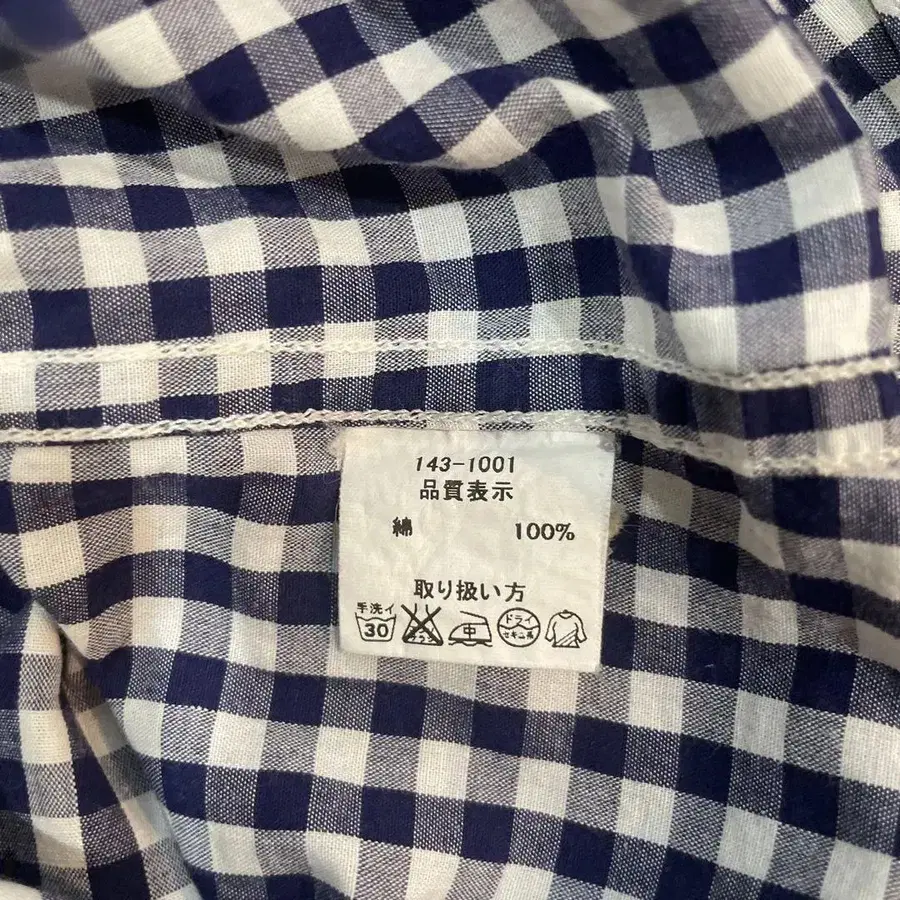 143-1001
品質表示
綿 100%
取り扱い方
手洗イ
30
中
ドライ
セキユ系